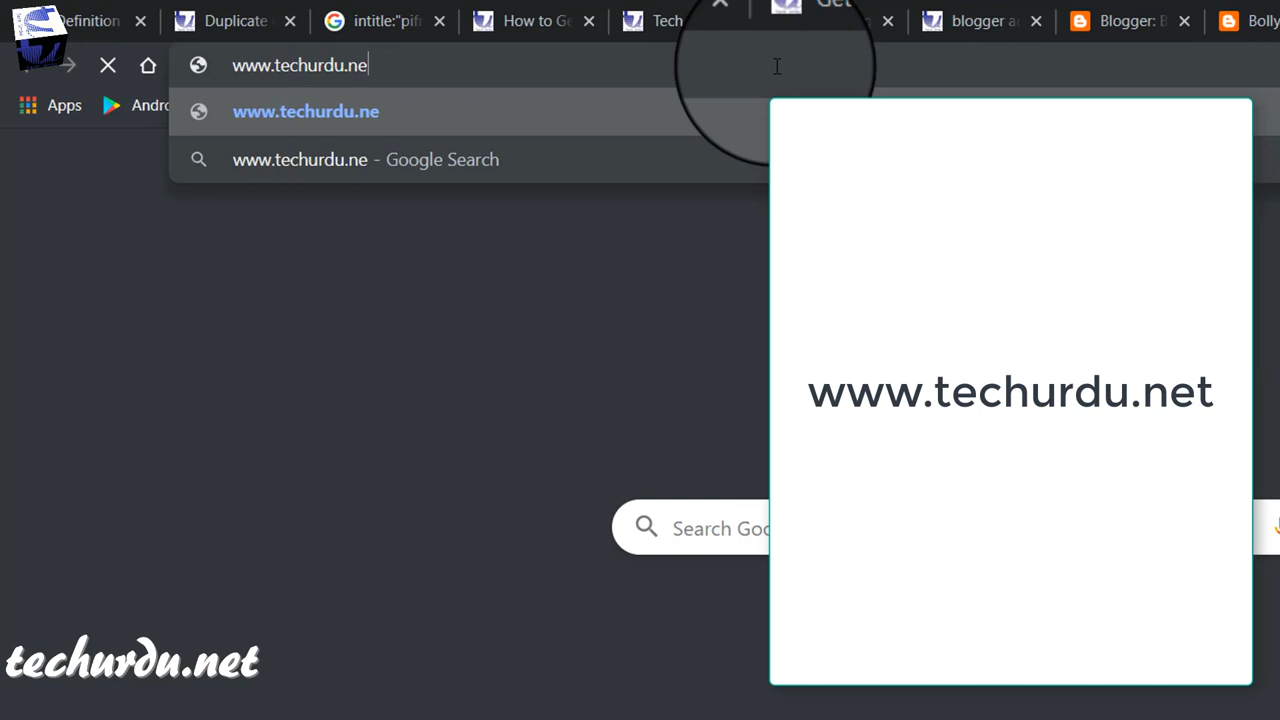 Definition
Duplicate
intitle:"pifr
How to Ge
Tech
Get
blogger a
Blogger: B
Bolly
www.techurdu.ne
Apps
Andro
www.techurdu.ne
www.techurdu.ne - Google Search
www.techurdu.net
Search Goo
techurdu.net